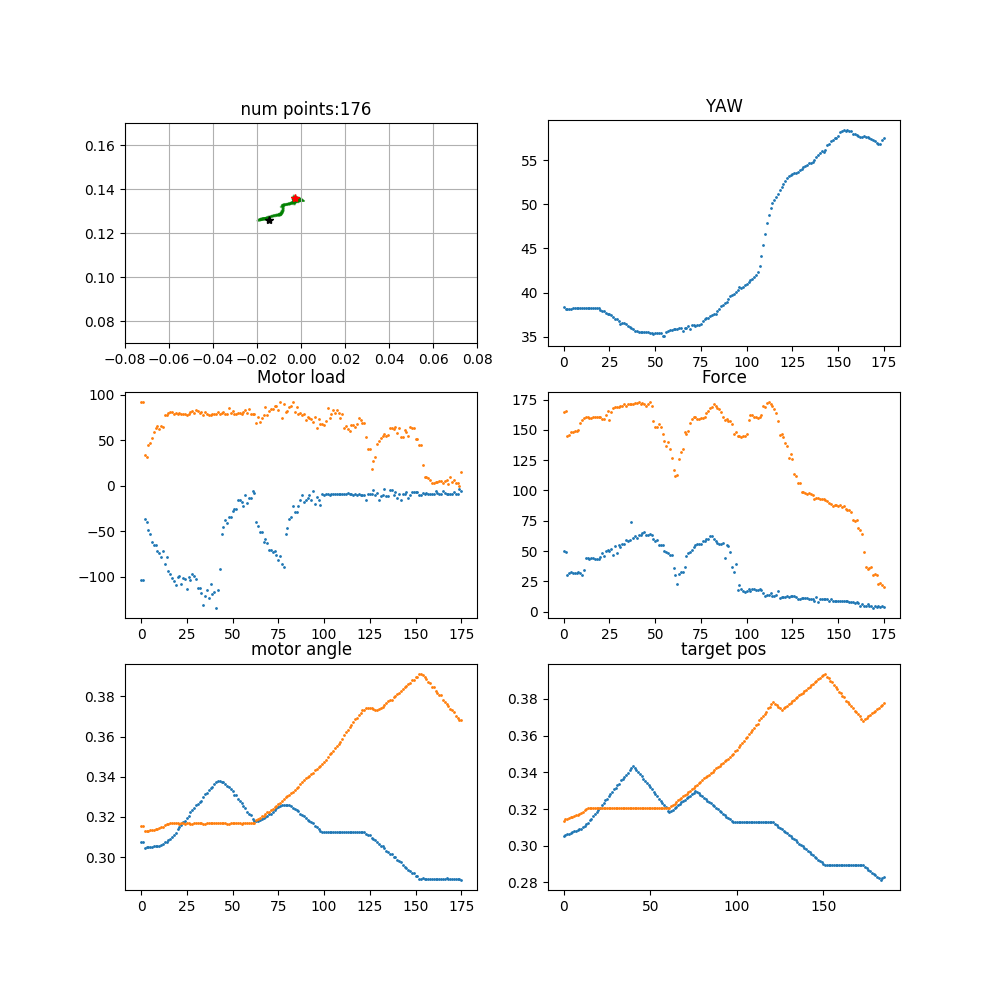 num points:176
YAW
0.16
0.14
0.12
0.10
0.08
−0.08 −0.06 −0.04 −0.02 0.00 0.02 0.04 0.06 0.08
55
50
45
40
35
0 25 50 75 100 125 150 175
Motor load
Force
100
50
0
−50
−100
0 25 50 75 100 125 150 175
175
150
125
100
75
50
25
0
0 25 50 75 100 125 150 175
motor angle
target pos
0.38
0.36
0.34
0.32
0.30
0 25 50 75 100 125 150 175
0.38
0.36
0.34
0.32
0.30
0.28
0 50 100 150